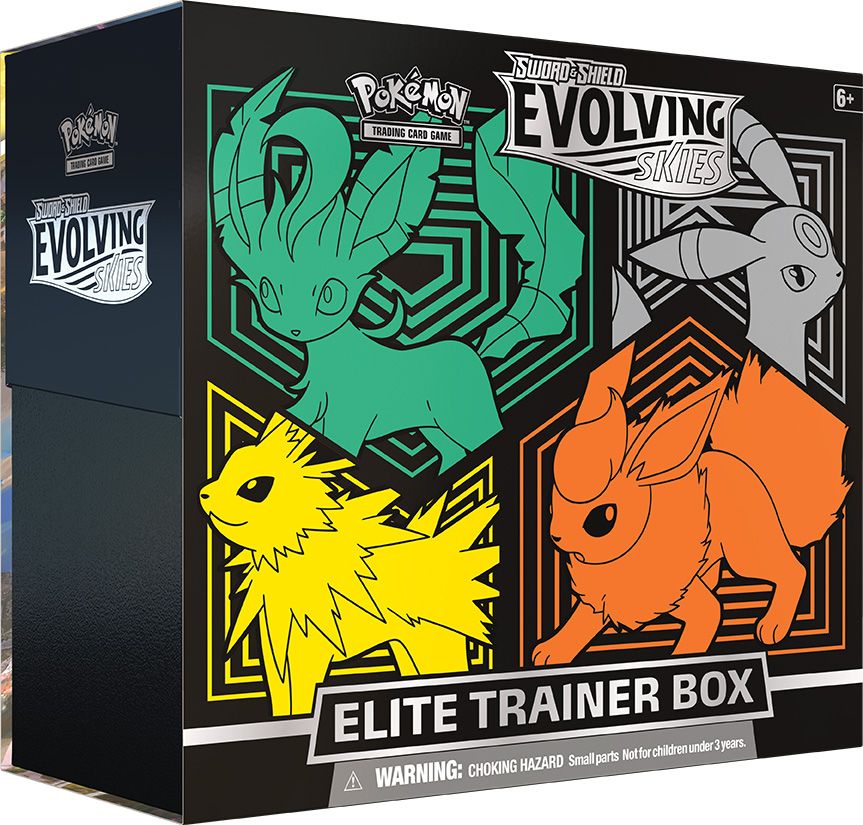 POKéMON™
TRADING CARD GAME
SWORD & SHIELD
EVOLVING
SKIES
6+
POKéMON
TRADING CARD GAME
SWORD & SHIELD
EVOLVING
SKIES
ELITE TRAINER BOX
WARNING: CHOKING HAZARD Small parts Not for children under 3 years.